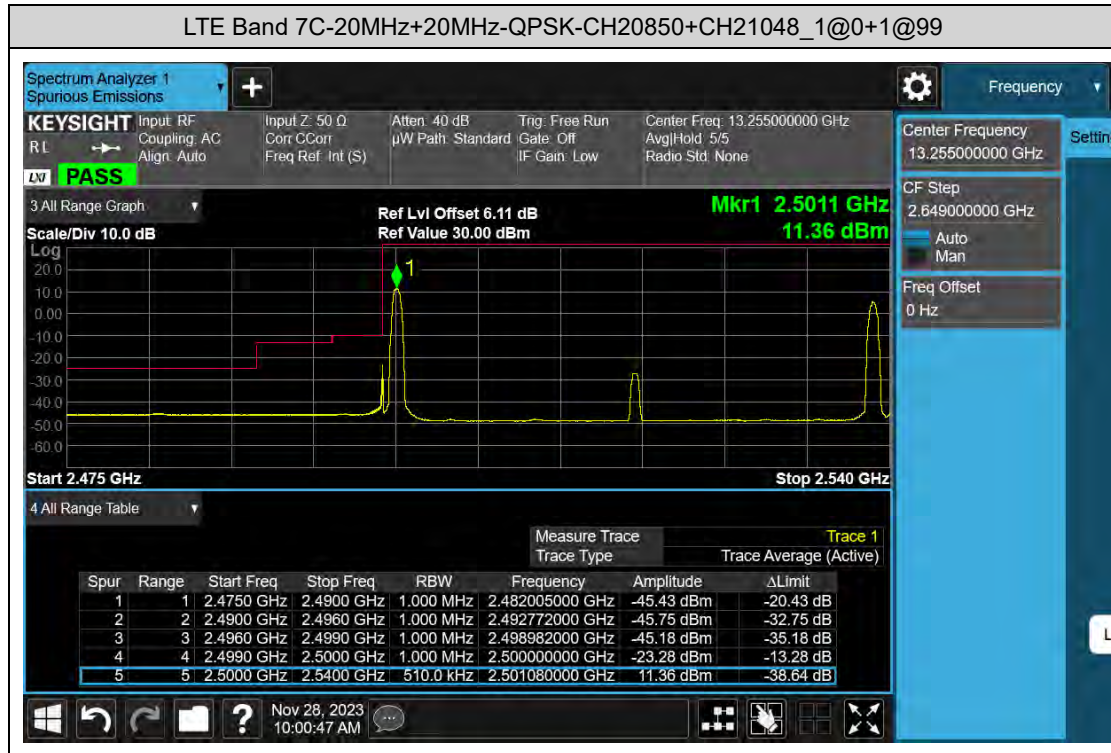 LTE Band 7C-20MHz+20MHz-QPSK-CH20850+CH21048_1@0+1@99
Spectrum Analyzer 1
Spurious Emissions
Frequency
KEYSIGHT
RL
LXI
PASS
Input: RF
Coupling: AC
Align: Auto
Input Z: 50 Ω
Corr CCorr
Freq Ref: Int (S)
Atten: 40 dB
µW Path: Standard
Trig: Free Run
Gate: Off
IF Gain: Low
Center Freq: 13.255000000 GHz
Avg|Hold: 5/5
Radio Std: None
Center Frequency
13.255000000 GHz
Settin
CF Step
2.649000000 GHz
Auto
Man
Freq Offset
0 Hz
3 All Range Graph
Scale/Div 10.0 dB
Ref Lvl Offset 6.11 dB
Ref Value 30.00 dBm
Mkr1 2.5011 GHz
11.36 dBm
Log
1
20.0
10.0
0.00
-10.0
-20.0
-30.0
-40.0
-50.0
-60.0
Start 2.475 GHz
Stop 2.540 GHz
4 All Range Table
Measure Trace Trace 1
Trace Type Trace Average (Active)
Spur Range Start Freq Stop Freq RBW Frequency Amplitude ΔLimit
1 1 2.4750 GHz 2.4900 GHz 1.000 MHz 2.482005000 GHz -45.43 dBm -20.43 dB
2 2 2.4900 GHz 2.4960 GHz 1.000 MHz 2.492772000 GHz -45.75 dBm -32.75 dB
3 3 2.4960 GHz 2.4990 GHz 1.000 MHz 2.498982000 GHz -45.18 dBm -35.18 dB
4 4 2.4990 GHz 2.5000 GHz 1.000 MHz 2.500000000 GHz -23.28 dBm -13.28 dB
5 5 2.5000 GHz 2.5400 GHz 510.0 kHz 2.501080000 GHz 11.36 dBm -38.64 dB
L
?
Nov 28, 2023
10:00:47 AM